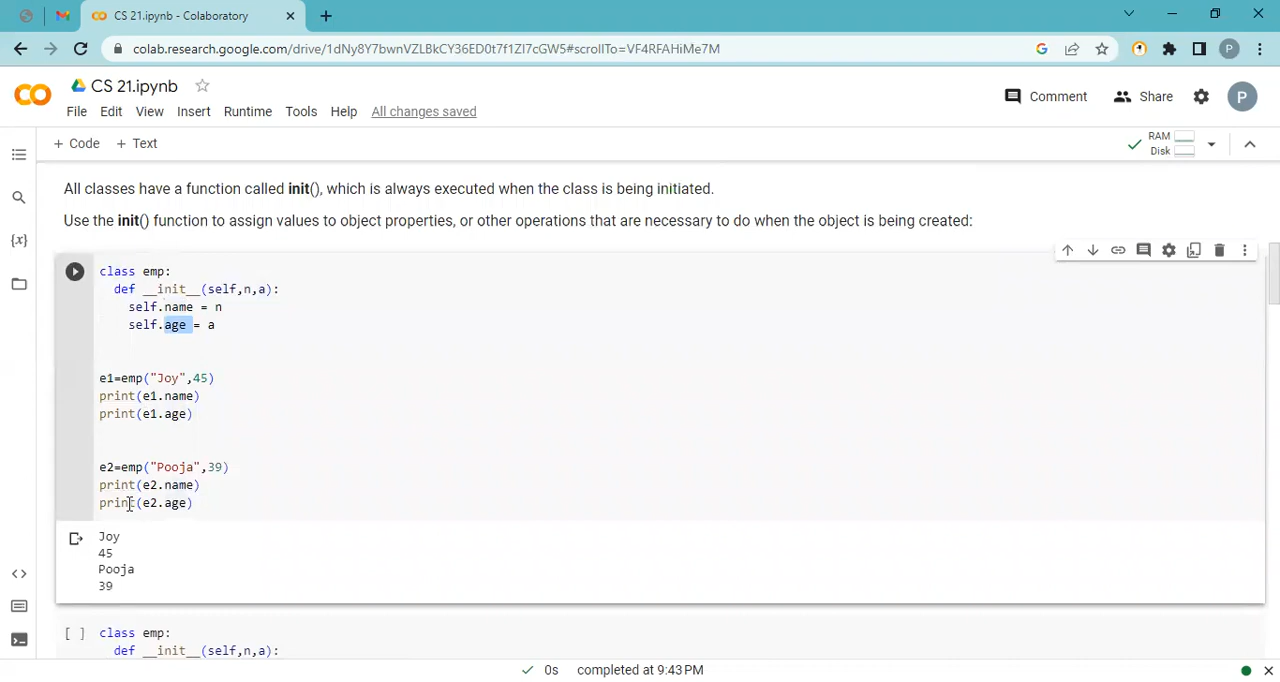 CS 21.ipynb - Colaboratory
colab.research.google.com/drive/1dNy8Y7bwnVZLBkCY36ED0t7f1ZI7cGW5#scrollTo=VF4RFAHiMe7M
P
CO
CS 21.ipynb
Comment
Share
P
File Edit View Insert Runtime Tools Help All changes saved
+ Code + Text
RAM
Disk
All classes have a function called init(), which is always executed when the class is being initiated.
Use the init() function to assign values to object properties, or other operations that are necessary to do when the object is being created:
class emp:
def __init__(self,n,a):
self.name = n
self.age = a
e1=emp("Joy",45)
print(e1.name)
print(e1.age)
e2=emp("Pooja",39)
print(e2.name)
print(e2.age)
Joy
45
Pooja
39
[ ] class emp:
def __init__(self,n,a):
0s completed at 9:43 PM